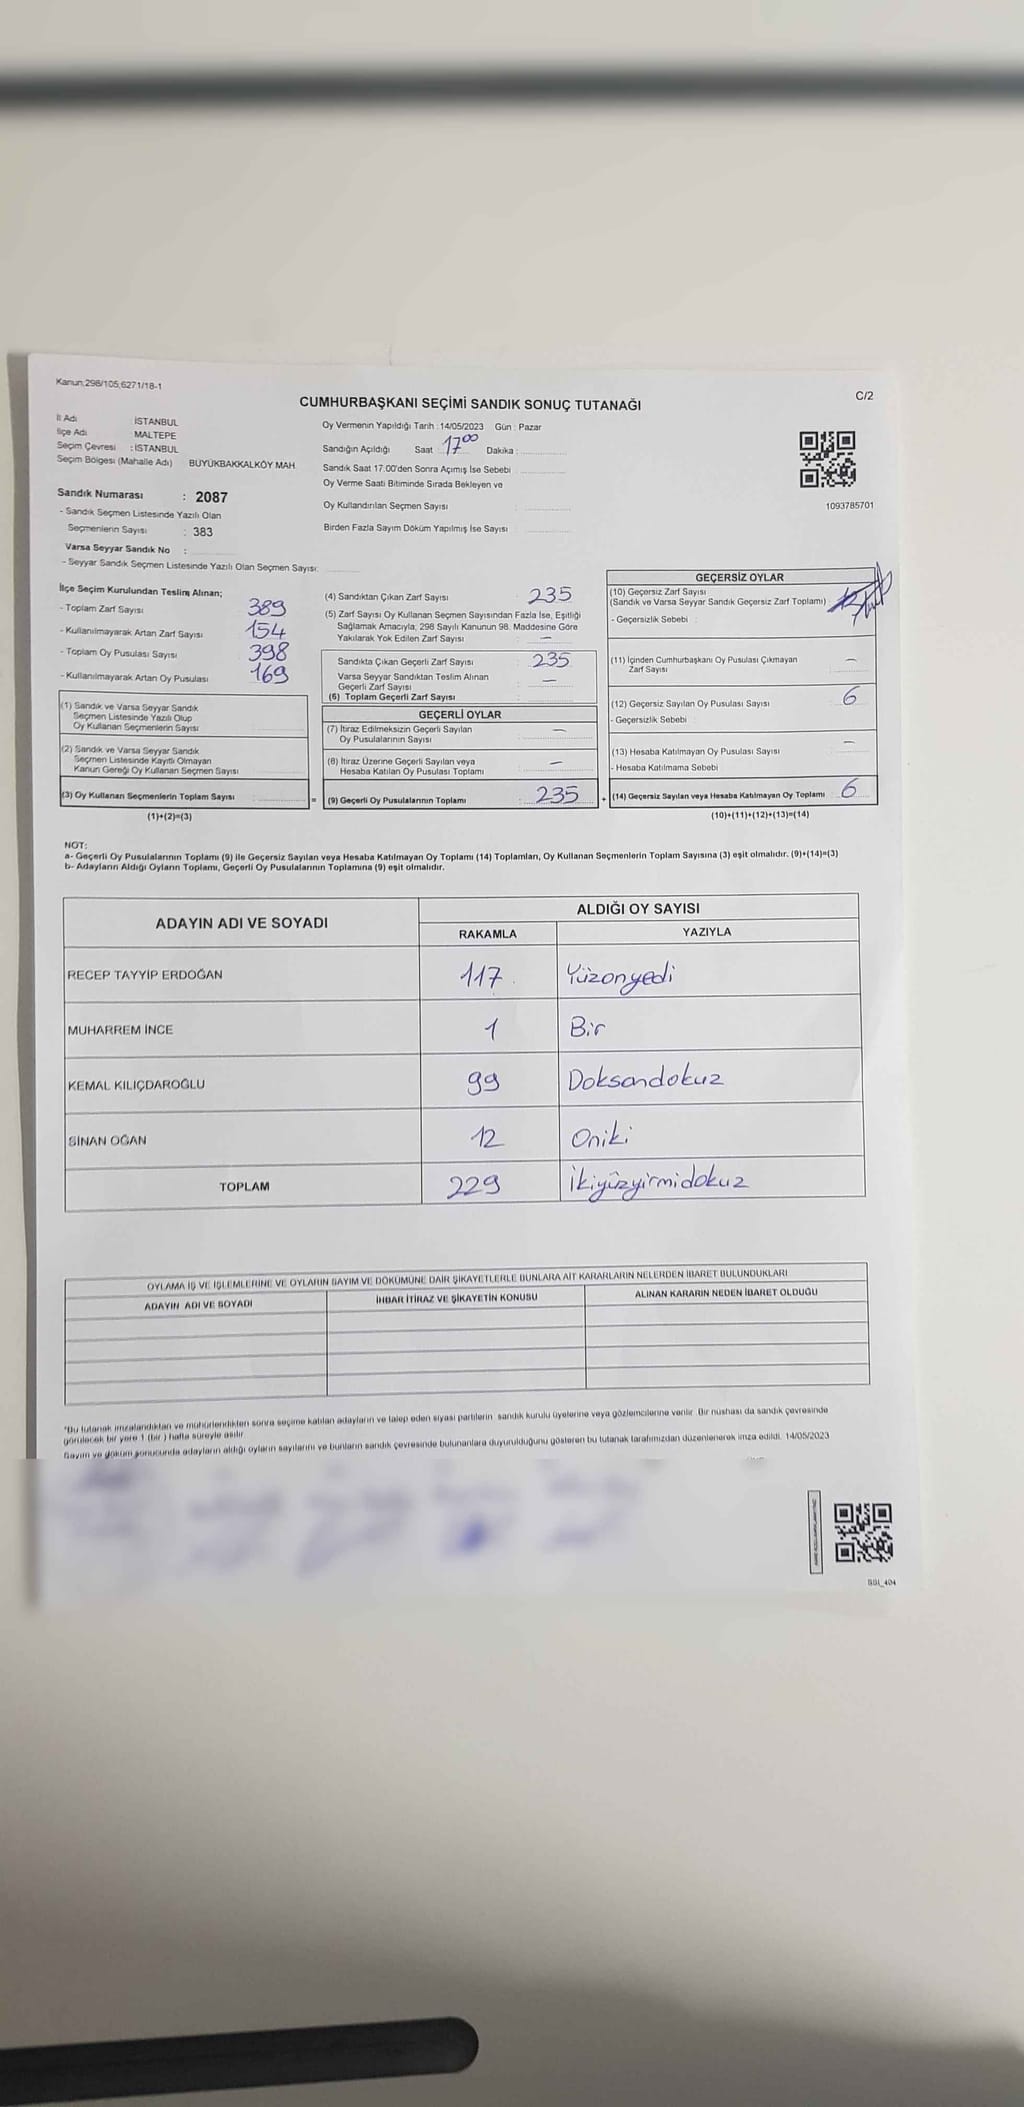 Kanun:298/105,6271/18-1
C/2
CUMHURBAŞKANI SEÇİMİ SANDIK SONUÇ TUTANAĞI
İl Adı İSTANBUL
İlçe Adı MALTEPE
Seçim Çevresi : İSTANBUL
Seçim Bölgesi (Mahalle Adı) BÜYÜKBAKKALKÖY MAH.
Sandık Numarası : 2087
- Sandık Seçmen Listesinde Yazılı Olan
Seçmenlerin Sayısı : 383
Varsa Seyyar Sandık No :
- Seyyar Sandık Seçmen Listesinde Yazılı Olan Seçmen Sayısı:
Oy Vermenin Yapıldığı Tarih : 14/05/2023 Gün : Pazar
Sandığın Açıldığı Saat 17⁰⁰ Dakika :
Sandık Saat 17.00'den Sonra Açımış İse Sebebi
Oy Verme Saati Bitiminde Sırada Bekleyen ve
Oy Kullandırılan Seçmen Sayısı :
Birden Fazla Sayım Döküm Yapılmış İse Sayısı :
1093785701
İlçe Seçim Kurulundan Teslim Alınan;
- Toplam Zarf Sayısı 389
- Kullanılmayarak Artan Zarf Sayısı 154
- Toplam Oy Pusulası Sayısı 398
- Kullanılmayarak Artan Oy Pusulası 169
(1) Sandık ve Varsa Seyyar Sandık
Seçmen Listesinde Yazılı Olup
Oy Kullanan Seçmenlerin Sayısı
(2) Sandık ve Varsa Seyyar Sandık
Seçmen Listesinde Kayıtlı Olmayan
Kanun Gereği Oy Kullanan Seçmen Sayısı
(3) Oy Kullanan Seçmenlerin Toplam Sayısı :
(1)+(2)=(3)
(4) Sandıktan Çıkan Zarf Sayısı : 235
(5) Zarf Sayısı Oy Kullanan Seçmen Sayısından Fazla İse, Eşitliği
Sağlamak Amacıyla, 298 Sayılı Kanunun 98. Maddesine Göre
Yakılarak Yok Edilen Zarf Sayısı : —
Sandıkta Çıkan Geçerli Zarf Sayısı : 235
Varsa Seyyar Sandıktan Teslim Alınan
Geçerli Zarf Sayısı : —
(6) Toplam Geçerli Zarf Sayısı :
GEÇERLİ OYLAR
(7) İtiraz Edilmeksizin Geçerli Sayılan
Oy Pusulalarının Sayısı : —
(8) İtiraz Üzerine Geçerli Sayılan veya
Hesaba Katılan Oy Pusulası Toplamı : —
= (9) Geçerli Oy Pusulalarının Toplamı : 235
GEÇERSİZ OYLAR
(10) Geçersiz Zarf Sayısı
(Sandık ve Varsa Seyyar Sandık Geçersiz Zarf Toplamı)
- Geçersizlik Sebebi :
(11) İçinden Cumhurbaşkanı Oy Pusulası Çıkmayan
Zarf Sayısı —
(12) Geçersiz Sayılan Oy Pusulası Sayısı 6
- Geçersizlik Sebebi
(13) Hesaba Katılmayan Oy Pusulası Sayısı —
- Hesaba Katılmama Sebebi
+ (14) Geçersiz Sayılan veya Hesaba Katılmayan Oy Toplamı 6
(10)+(11)+(12)+(13)=(14)
NOT:
a- Geçerli Oy Pusulalarının Toplamı (9) ile Geçersiz Sayılan veya Hesaba Katılmayan Oy Toplamı (14) Toplamları, Oy Kullanan Seçmenlerin Toplam Sayısına (3) eşit olmalıdır. (9)+(14)=(3)
b- Adayların Aldığı Oyların Toplamı, Geçerli Oy Pusulalarının Toplamına (9) eşit olmalıdır.
ADAYIN ADI VE SOYADI
ALDIĞI OY SAYISI
RAKAMLA YAZIYLA
RECEP TAYYİP ERDOĞAN 117 Yüzonyedi
MUHARREM İNCE 1 Bir
KEMAL KILIÇDAROĞLU 99 Doksandokuz
SİNAN OĞAN 12 Oniki
TOPLAM 229 İkiyüzyirmidokuz
OYLAMA İŞ VE İŞLEMLERİNE VE OYLARIN SAYIM VE DÖKÜMÜNE DAİR ŞİKAYETLERLE BUNLARA AİT KARARLARIN NELERDEN İBARET BULUNDUKLARI
ADAYIN ADI VE SOYADI İHBAR İTİRAZ VE ŞİKAYETİN KONUSU ALINAN KARARIN NEDEN İBARET OLDUĞU
*Bu tutanak imzalandıktan ve mühürlendikten sonra seçime katılan adayların ve talep eden siyasi partilerin sandık kurulu üyelerine veya gözlemcilerine verilir. Bir nüshası da sandık çevresinde
görülecek bir yere 1 (bir ) hafta süreyle asılır.
Sayım ve döküm sonucunda adayların aldığı oyların sayılarını ve bunların sandık çevresinde bulunanlara duyurulduğunu gösteren bu tutanak tarafımızdan düzenlenerek imza edildi. 14/05/2023